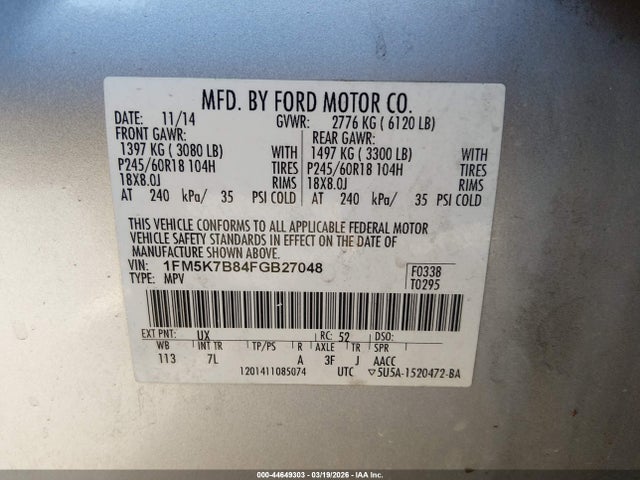 MFD. BY FORD MOTOR CO.
DATE: 11/14 GVWR: 2776 KG ( 6120 LB)
FRONT GAWR: REAR GAWR:
1397 KG ( 3080 LB) WITH 1497 KG ( 3300 LB) WITH
P245/60R18 104H TIRES P245/60R18 104H TIRES
18X8.0J RIMS 18X8.0J RIMS
AT 240 kPa/ 35 PSI COLD AT 240 kPa/ 35 PSI COLD
THIS VEHICLE CONFORMS TO ALL APPLICABLE FEDERAL MOTOR
VEHICLE SAFETY STANDARDS IN EFFECT ON THE DATE OF
MANUFACTURE SHOWN ABOVE.
VIN: 1FM5K7B84FGB27048 F0338
TYPE: MPV T0295
EXT PNT: UX RC: 52 DSO:
WB INT TR TP/PS R AXLE TR SPR
113 7L A 3F J AACC
1201411085074 UTC ▽5U5A-1520472-BA
000-44649303 - 03/19/2026 - IAA Inc.